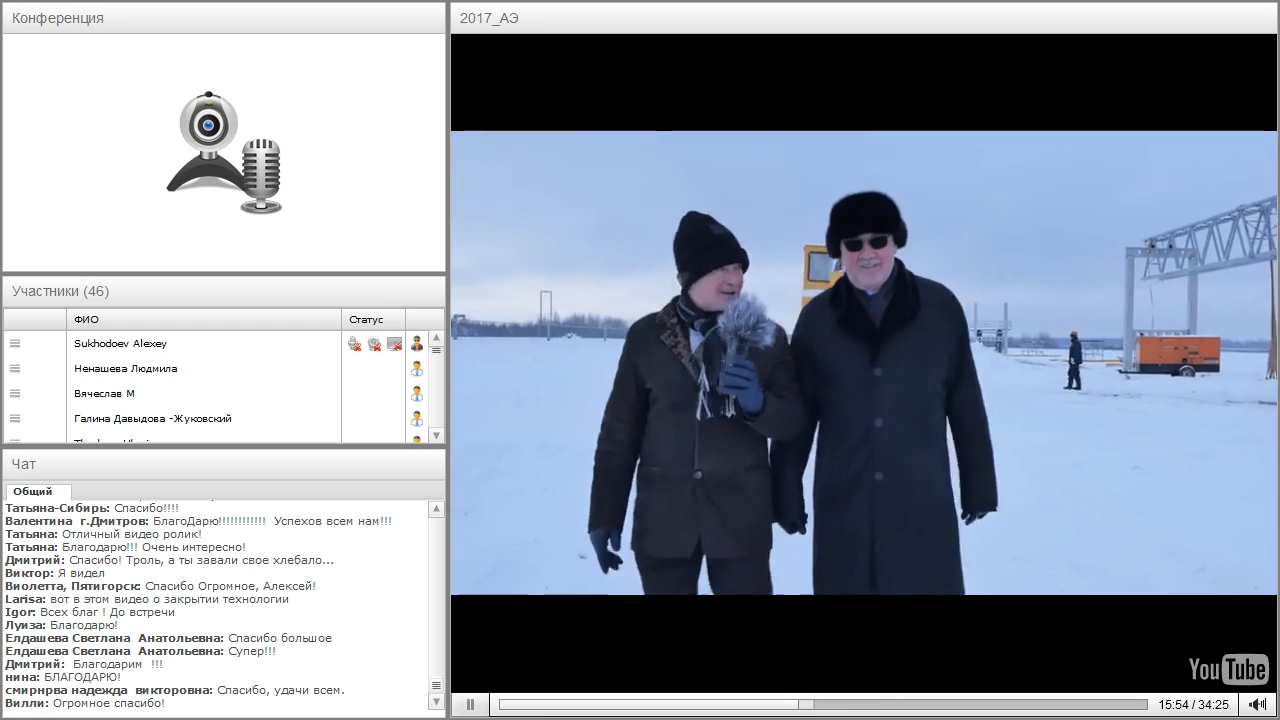 Конференция
2017_АЭ
Участники (46)
ФИО
Статус
Sukhodoev Alexey
Ненашева Людмила
Вячеслав М
Галина Давыдова -Жуковский
Чат
Общий
Татьяна-Сибирь: Спасибо!!!!
Валентина г.Дмитров: БлагоДарю!!!!!!!!!!!! Успехов всем нам!!!
Татьяна: Отличный видео ролик!
Татьяна: Благодарю!!! Очень интересно!
Дмитрий: Спасибо! Троль, а ты завали свое хлебало...
Виктор: Я видел
Виолетта, Пятигорск: Спасибо Огромное, Алексей!
Larisa: вот в этом видео о закрытии технологии
Igor: Всех благ ! До встречи
Луиза: Благодарю!
Елдашева Светлана Анатольевна: Спасибо большое
Елдашева Светлана Анатольевна: Супер!!!
Дмитрий: Благодарим !!!
нина: БЛАГОДАРЮ!
смирнрва надежда викторовна: Спасибо, удачи всем.
Вилли: Огромное спасибо!
YouTube
15:54 / 34:25